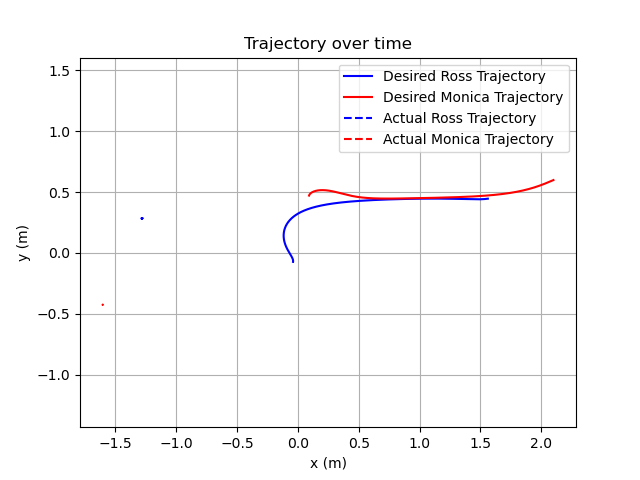 Trajectory over time
Desired Ross Trajectory
Desired Monica Trajectory
Actual Ross Trajectory
Actual Monica Trajectory
y (m)
1.5
1.0
0.5
0.0
−0.5
−1.0
−1.5 −1.0 −0.5 0.0 0.5 1.0 1.5 2.0
x (m)